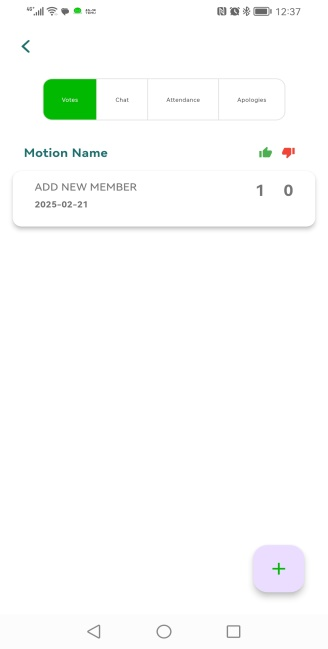 12:37
Votes Chat Attendance Apologies
Motion Name
ADD NEW MEMBER 1 0
2025-02-21